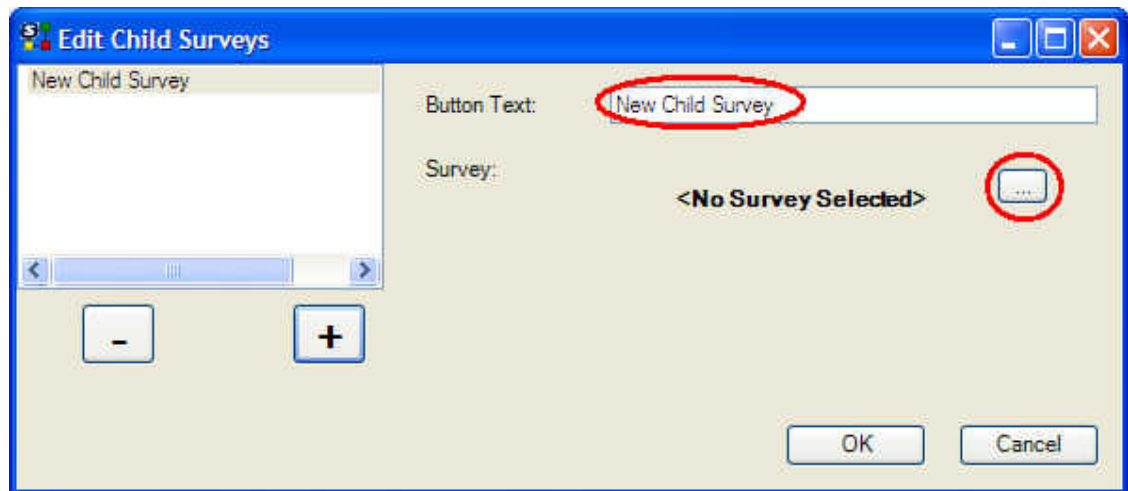 Edit Child Surveys
New Child Survey
Button Text: New Child Survey
Survey:
<No Survey Selected> ...
- +
OK Cancel